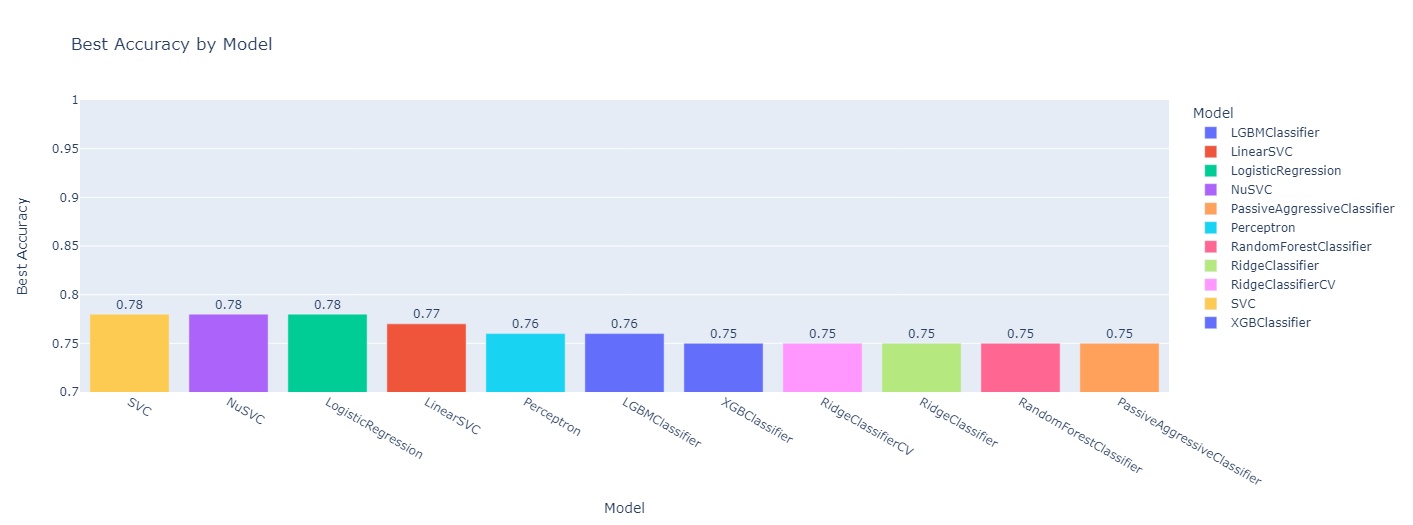 Best Accuracy by Model
Best Accuracy
1
0.95
0.9
0.85
0.8
0.75
0.7
0.78
0.78
0.78
0.77
0.76
0.76
0.75
0.75
0.75
0.75
0.75
SVC
NuSVC
LogisticRegression
LinearSVC
Perceptron
LGBMClassifier
XGBClassifier
RidgeClassifierCV
RidgeClassifier
RandomForestClassifier
PassiveAggressiveClassifier
Model
Model
LGBMClassifier
LinearSVC
LogisticRegression
NuSVC
PassiveAggressiveClassifier
Perceptron
RandomForestClassifier
RidgeClassifier
RidgeClassifierCV
SVC
XGBClassifier